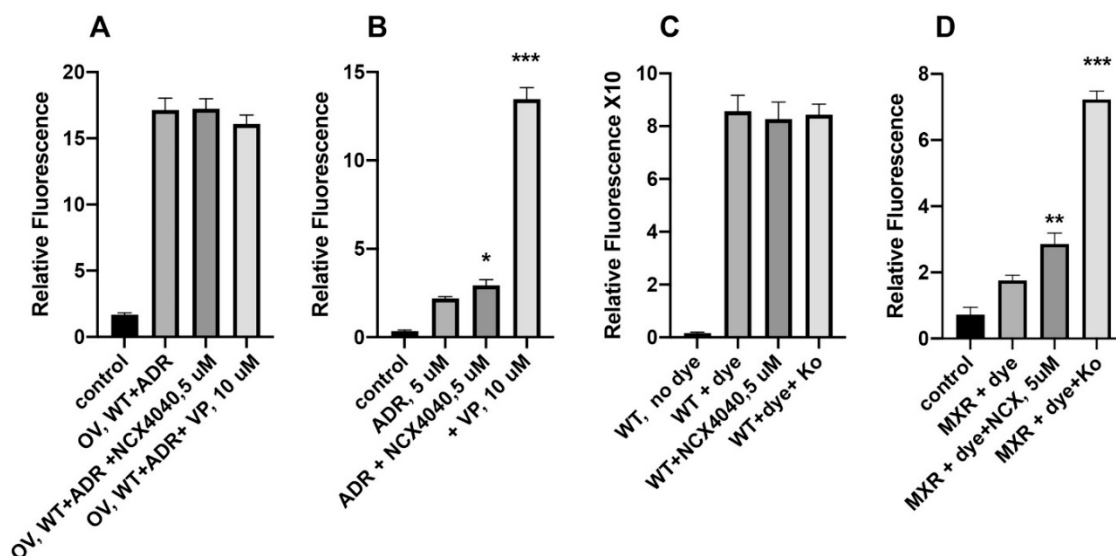 A
Relative Fluorescence
20
15
10
5
0
control
OV, WT+ADR
OV, WT+ADR +NCX4040,5 uM
OV, WT+ADR+ VP, 10 uM
B
Relative Fluorescence
15
10
5
0
*
***
control
ADR, 5 uM
ADR + NCX4040,5 uM
+ VP, 10 uM
C
Relative Fluorescence X10
10
8
6
4
2
0
WT, no dye
WT + dye
WT+NCX4040,5 uM
WT+dye+ Ko
D
Relative Fluorescence
8
6
4
2
0
**
***
control
MXR + dye
MXR + dye+NCX, 5uM
MXR + dye+Ko